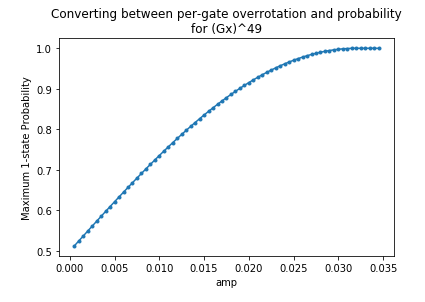 Converting between per-gate overrotation and probability
for (Gx)^49
Maximum 1-state Probability
1.0
0.9
0.8
0.7
0.6
0.5
0.000 0.005 0.010 0.015 0.020 0.025 0.030 0.035
amp